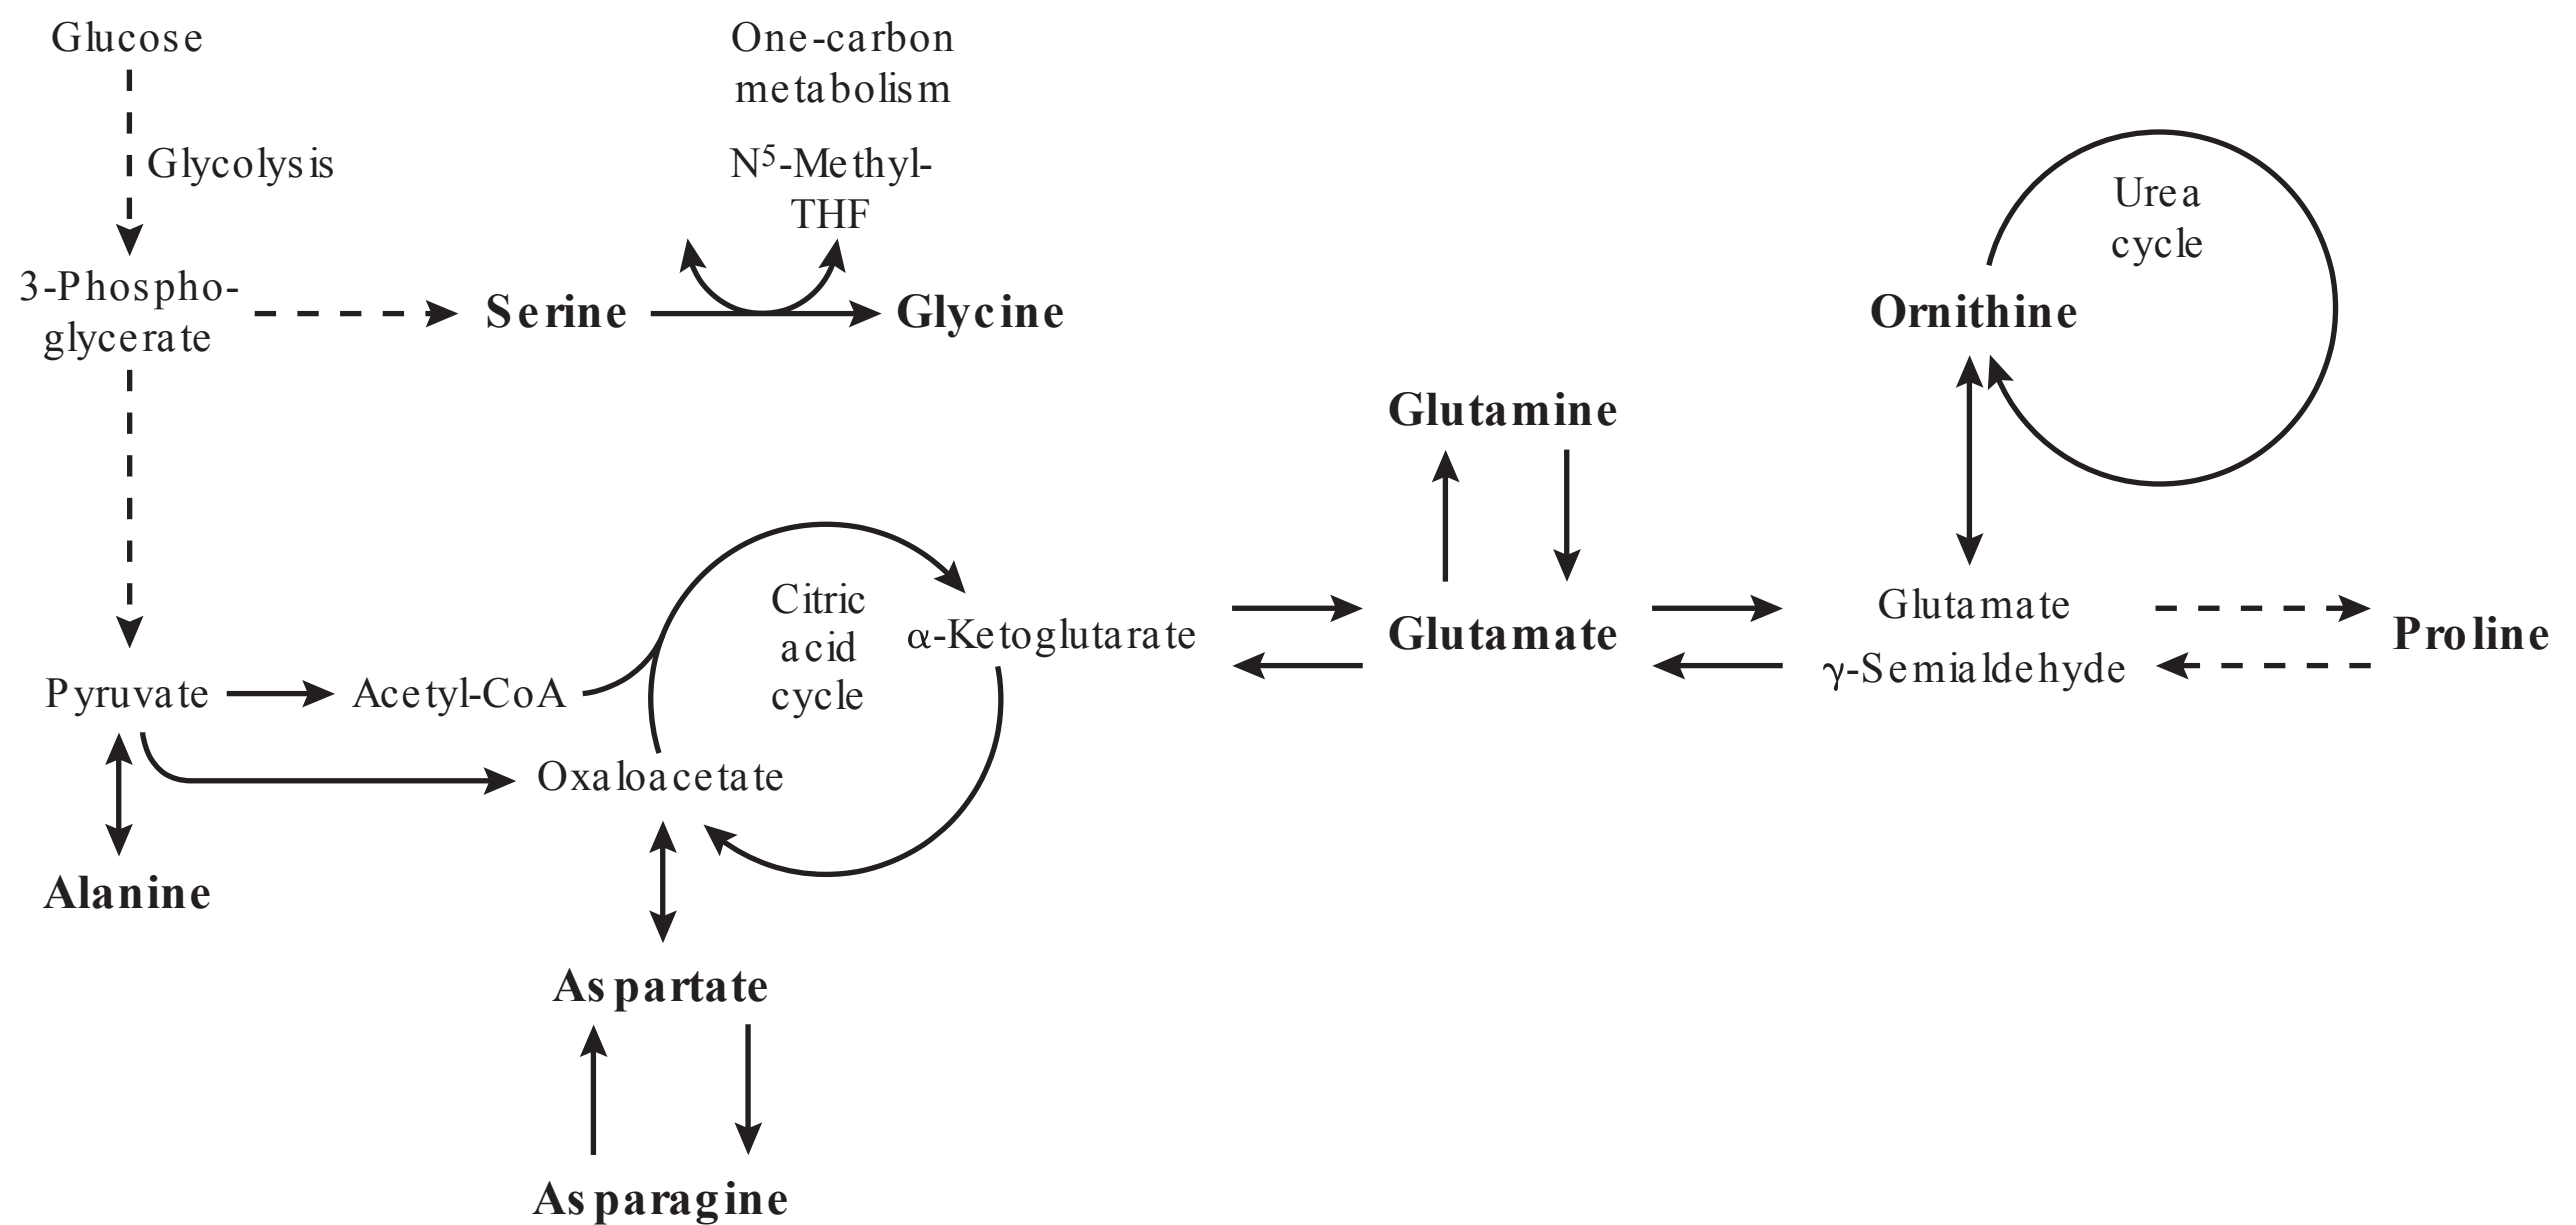 Glucose
Glycolysis
3-Phospho-
glycerate
One-carbon
metabolism
N⁵-Methyl-
THF
Serine
Glycine
Pyruvate
Acetyl-CoA
Alanine
Citric
acid
cycle
Oxaloacetate
α-Ketoglutarate
Aspartate
Asparagine
Glutamine
Glutamate
Urea
cycle
Ornithine
Glutamate
γ-Semialdehyde
Proline